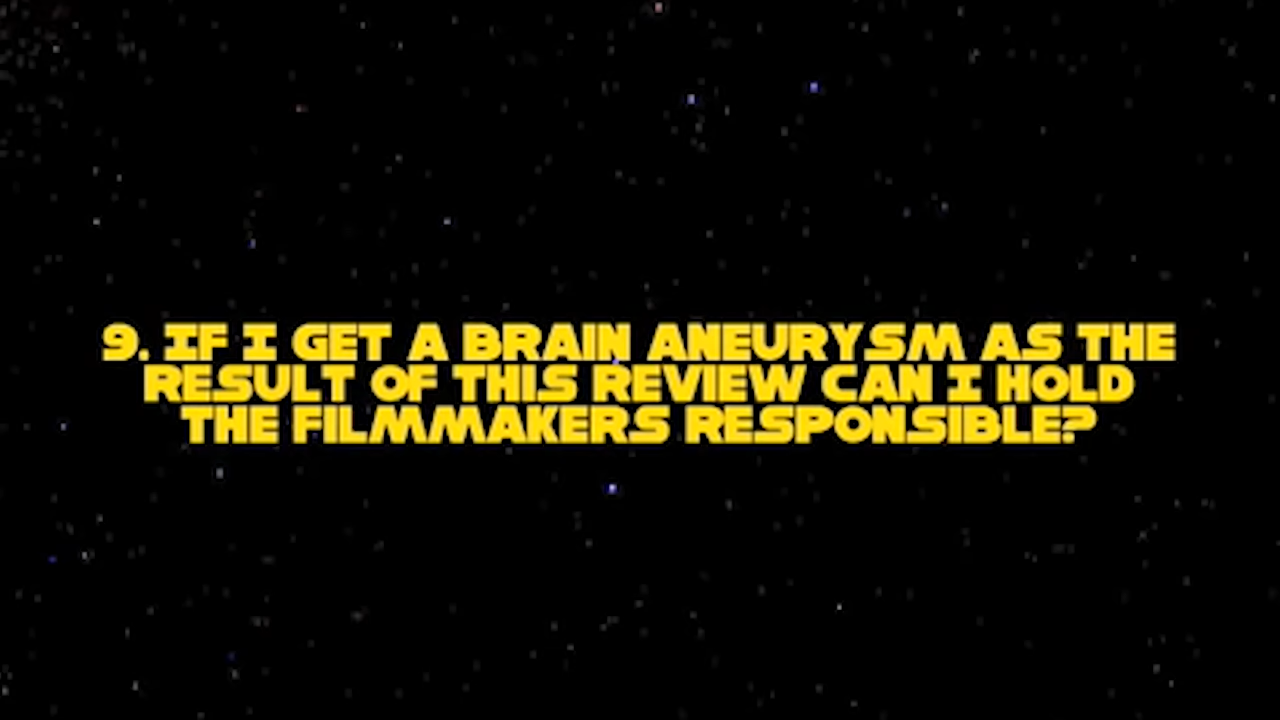 9. IF I GET A BRAIN ANEURYSM AS THE
RESULT OF THIS REVIEW CAN I HOLD
THE FILMMAKERS RESPONSIBLE?